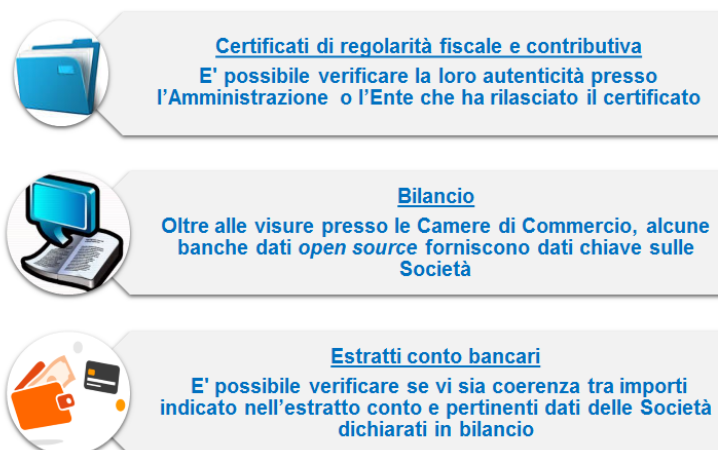 Certificati di regolarità fiscale e contributiva
E' possibile verificare la loro autenticità presso
l'Amministrazione o l'Ente che ha rilasciato il certificato
Bilancio
Oltre alle visure presso le Camere di Commercio, alcune
banche dati open source forniscono dati chiave sulle
Società
Estratti conto bancari
E' possibile verificare se vi sia coerenza tra importi
indicato nell'estratto conto e pertinenti dati delle Società
dichiarati in bilancio